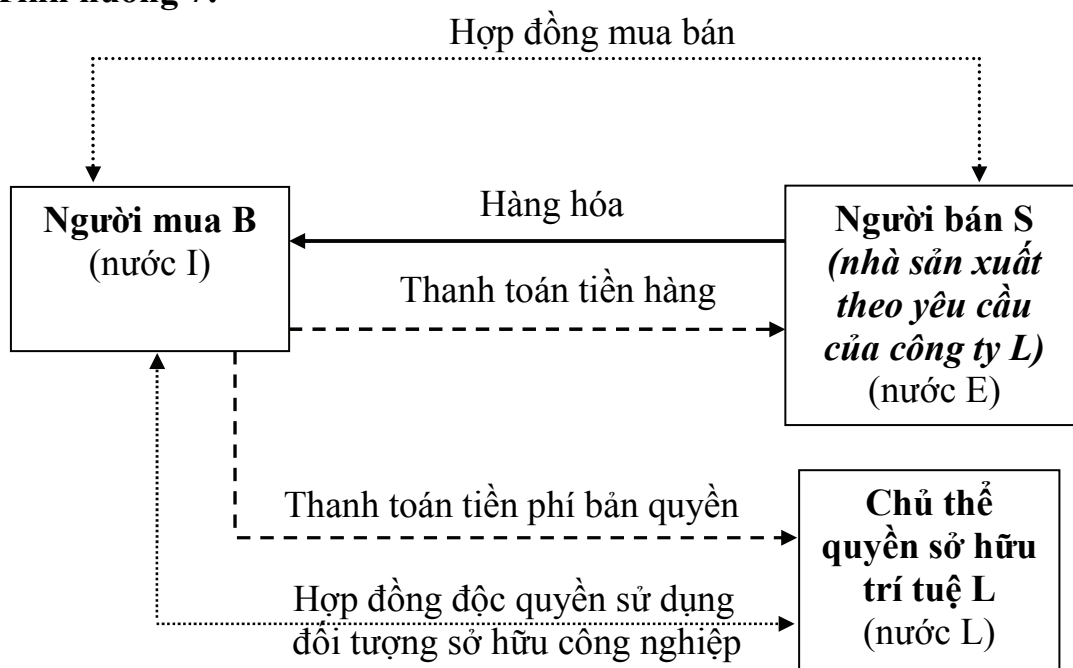 Hợp đồng mua bán
Người mua B
(nước I)
Hàng hóa
Thanh toán tiền hàng
Người bán S
(nhà sản xuất
theo yêu cầu
của công ty L)
(nước E)
Thanh toán tiền phí bản quyền
Hợp đồng độc quyền sử dụng
đối tượng sở hữu công nghiệp
Chủ thể
quyền sở hữu
trí tuệ L
(nước L)